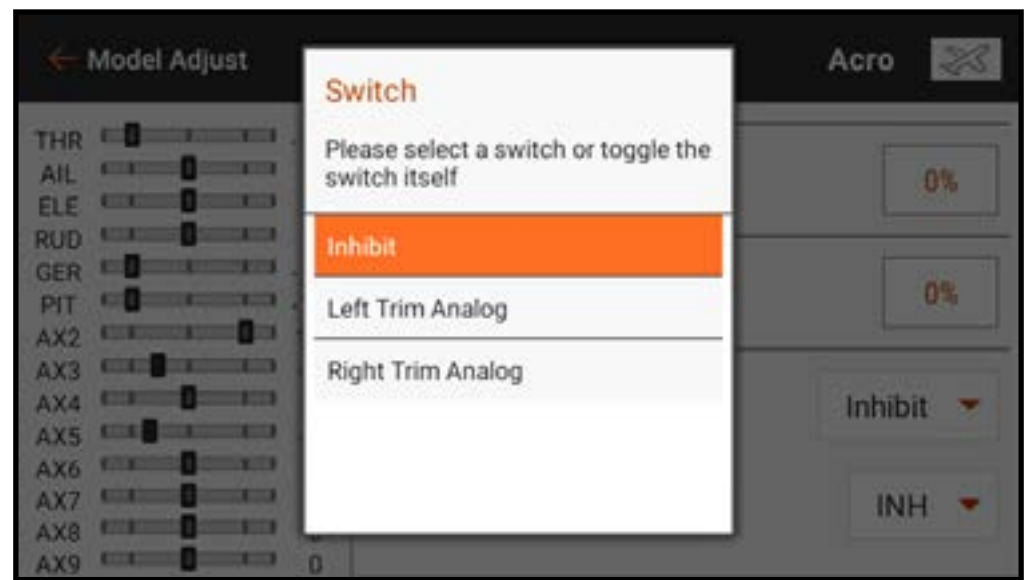 ← Model Adjust
Acro
Switch
Please select a switch or toggle the
switch itself
Inhibit
Left Trim Analog
Right Trim Analog
THR
AIL
ELE
RUD
GER
PIT
AX2
AX3
AX4
AX5
AX6
AX7
AX8
AX9 0
0%
0%
Inhibit
INH